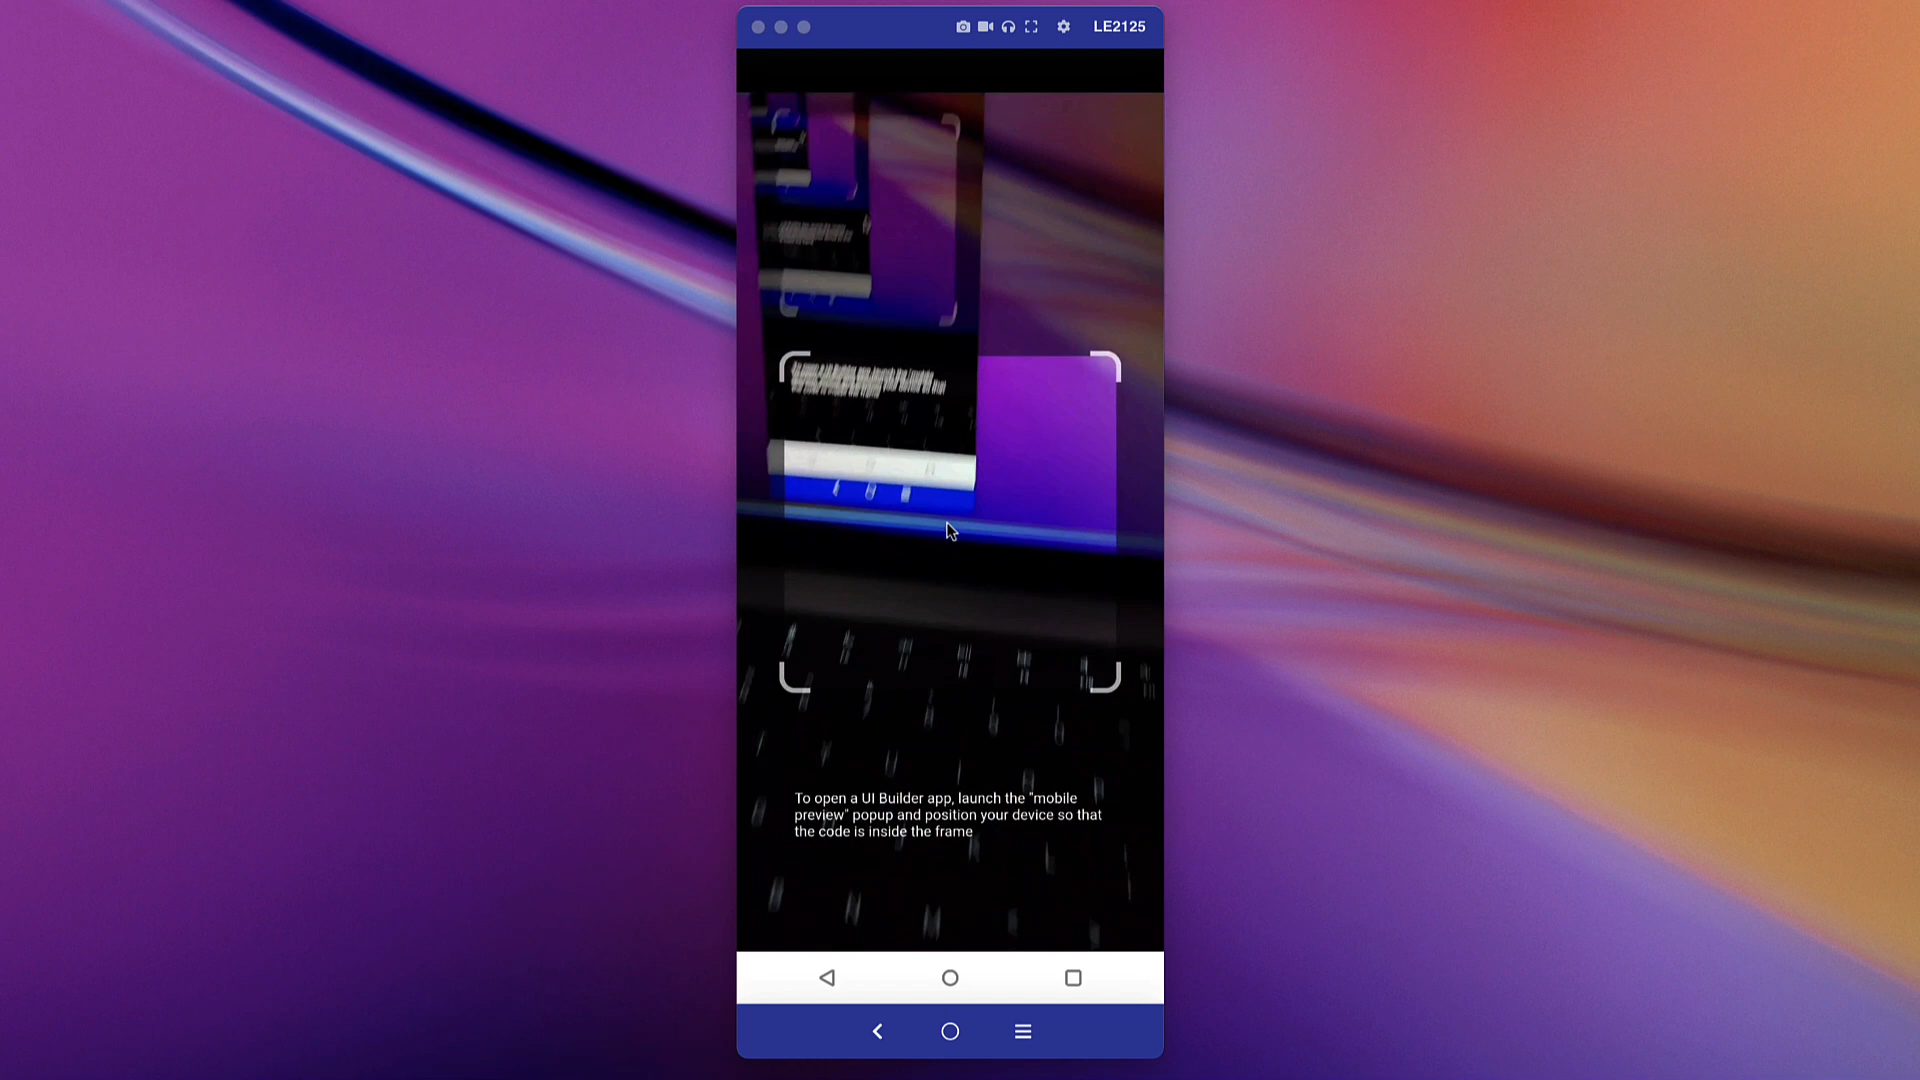 LE2125
To open a UI Builder app, launch the "mobile
preview" popup and position your device so that
the code is inside the frame